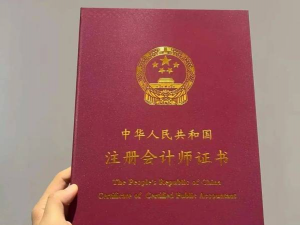 中华人民共和国
注册会计师证书
The People's Republic of China
Certificate of Certified Public Accountant